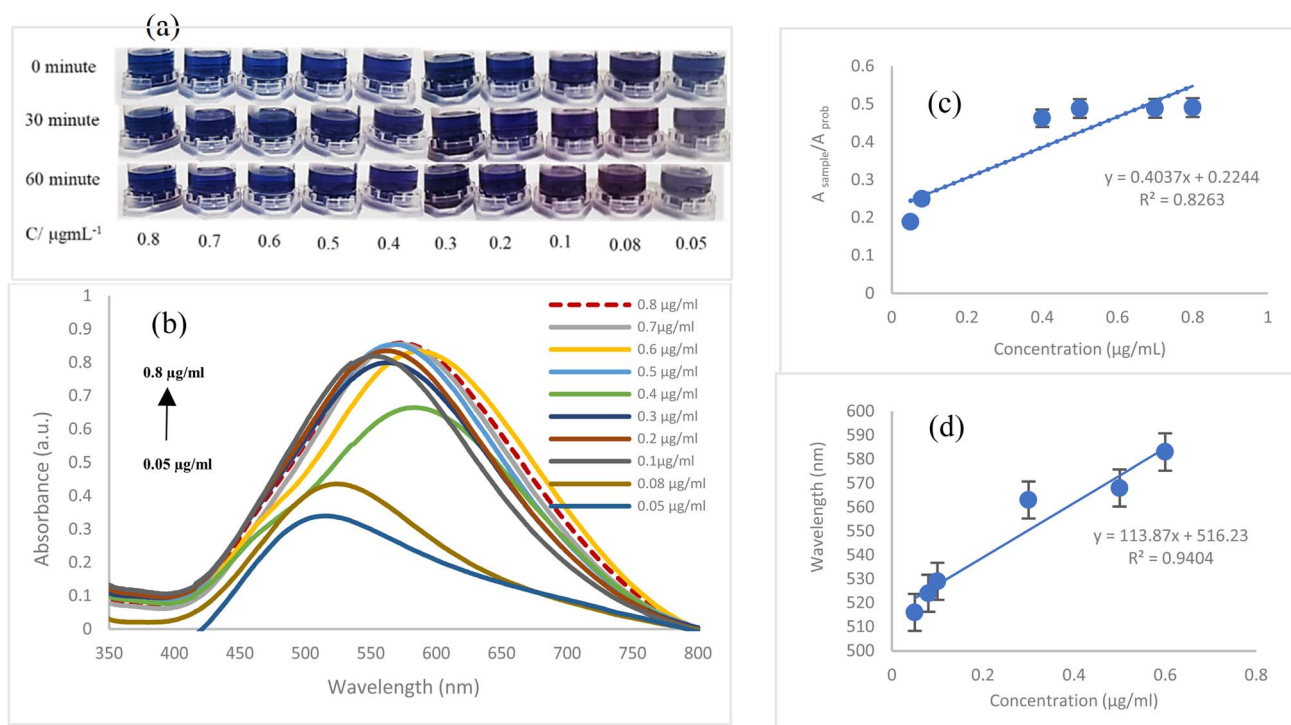 (a)
0 minute
30 minute
60 minute
C/ µgmL⁻¹ 0.8 0.7 0.6 0.5 0.4 0.3 0.2 0.1 0.08 0.05
(b)
Absorbance (a.u.)
1
0.9
0.8
0.7
0.6
0.5
0.4
0.3
0.2
0.1
0
350 400 450 500 550 600 650 700 750 800
Wavelength (nm)
0.8 µg/ml
0.05 µg/ml
0.8 µg/ml
0.7µg/ml
0.6 µg/ml
0.5 µg/ml
0.4 µg/ml
0.3 µg/ml
0.2 µg/ml
0.1µg/ml
0.08 µg/ml
0.05 µg/ml
(c)
A sample/A prob
0.6
0.5
0.4
0.3
0.2
0.1
0
y = 0.4037x + 0.2244
R² = 0.8263
0 0.2 0.4 0.6 0.8 1
Concentration (µg/mL)
(d)
Wavelength (nm)
600
590
580
570
560
550
540
530
520
510
500
y = 113.87x + 516.23
R² = 0.9404
0 0.2 0.4 0.6 0.8
Concentration (µg/ml)